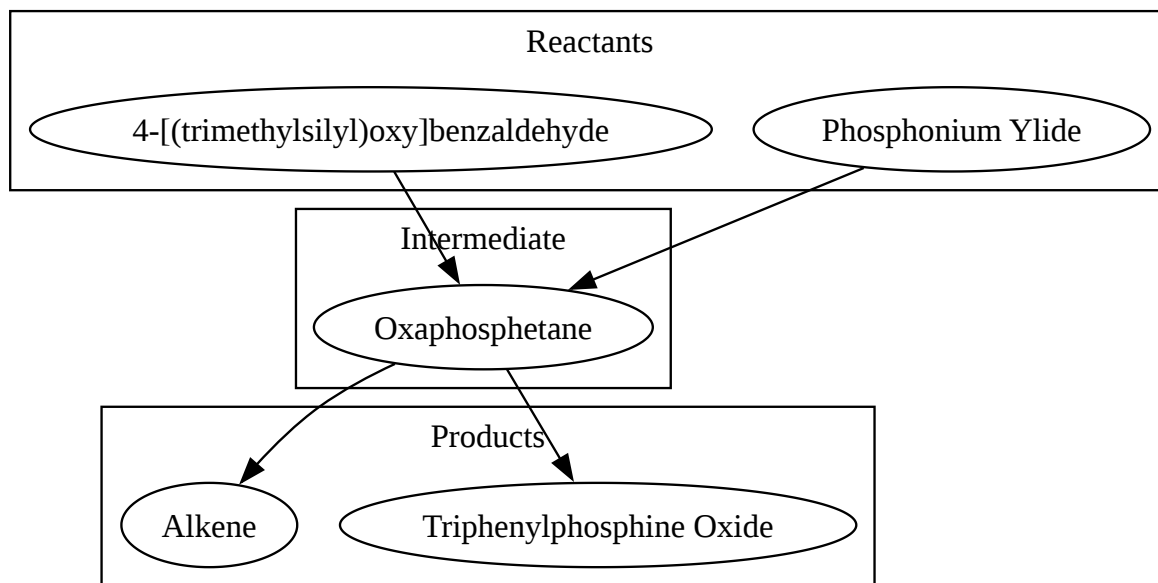 Reactants
4-[(trimethylsilyl)oxy]benzaldehyde
Phosphonium Ylide
Intermediate
Oxaphosphetane
Products
Alkene
Triphenylphosphine Oxide